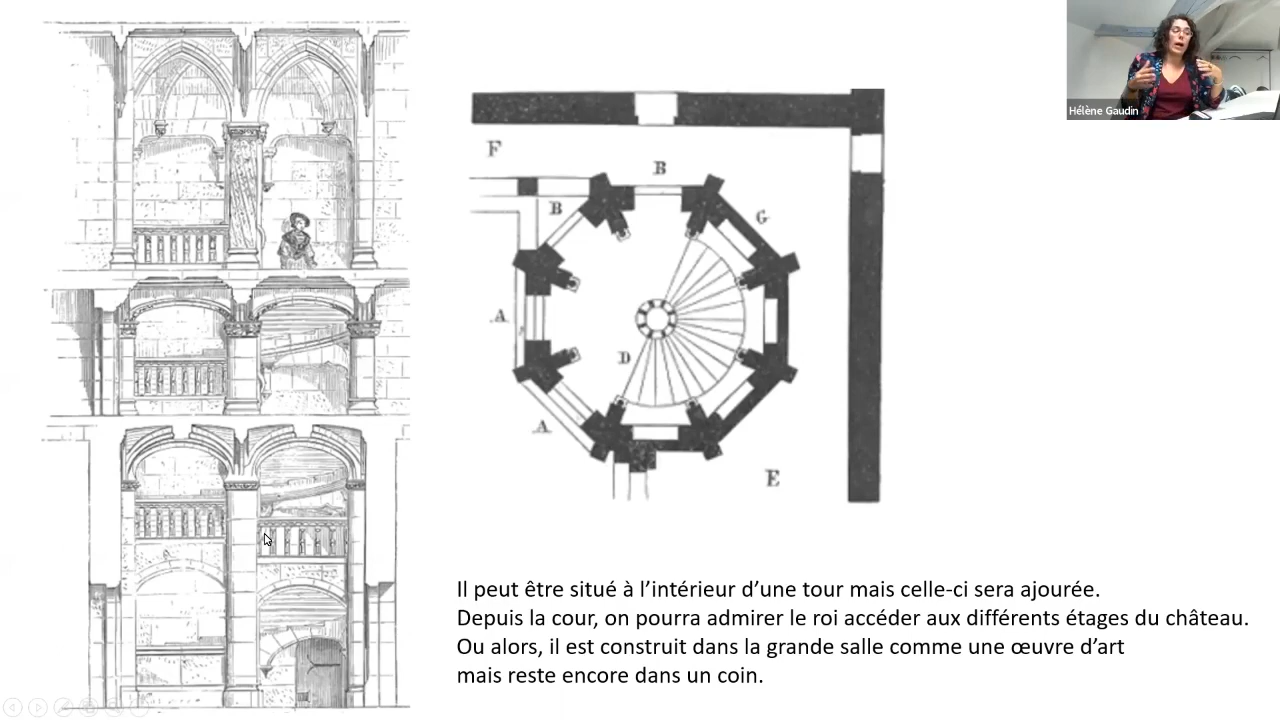 Hélène Gaudin
F
B
B
G
A
D
A
E
Il peut être situé à l’intérieur d’une tour mais celle-ci sera ajourée.
Depuis la cour, on pourra admirer le roi accéder aux différents étages du château.
Ou alors, il est construit dans la grande salle comme une œuvre d’art
mais reste encore dans un coin.